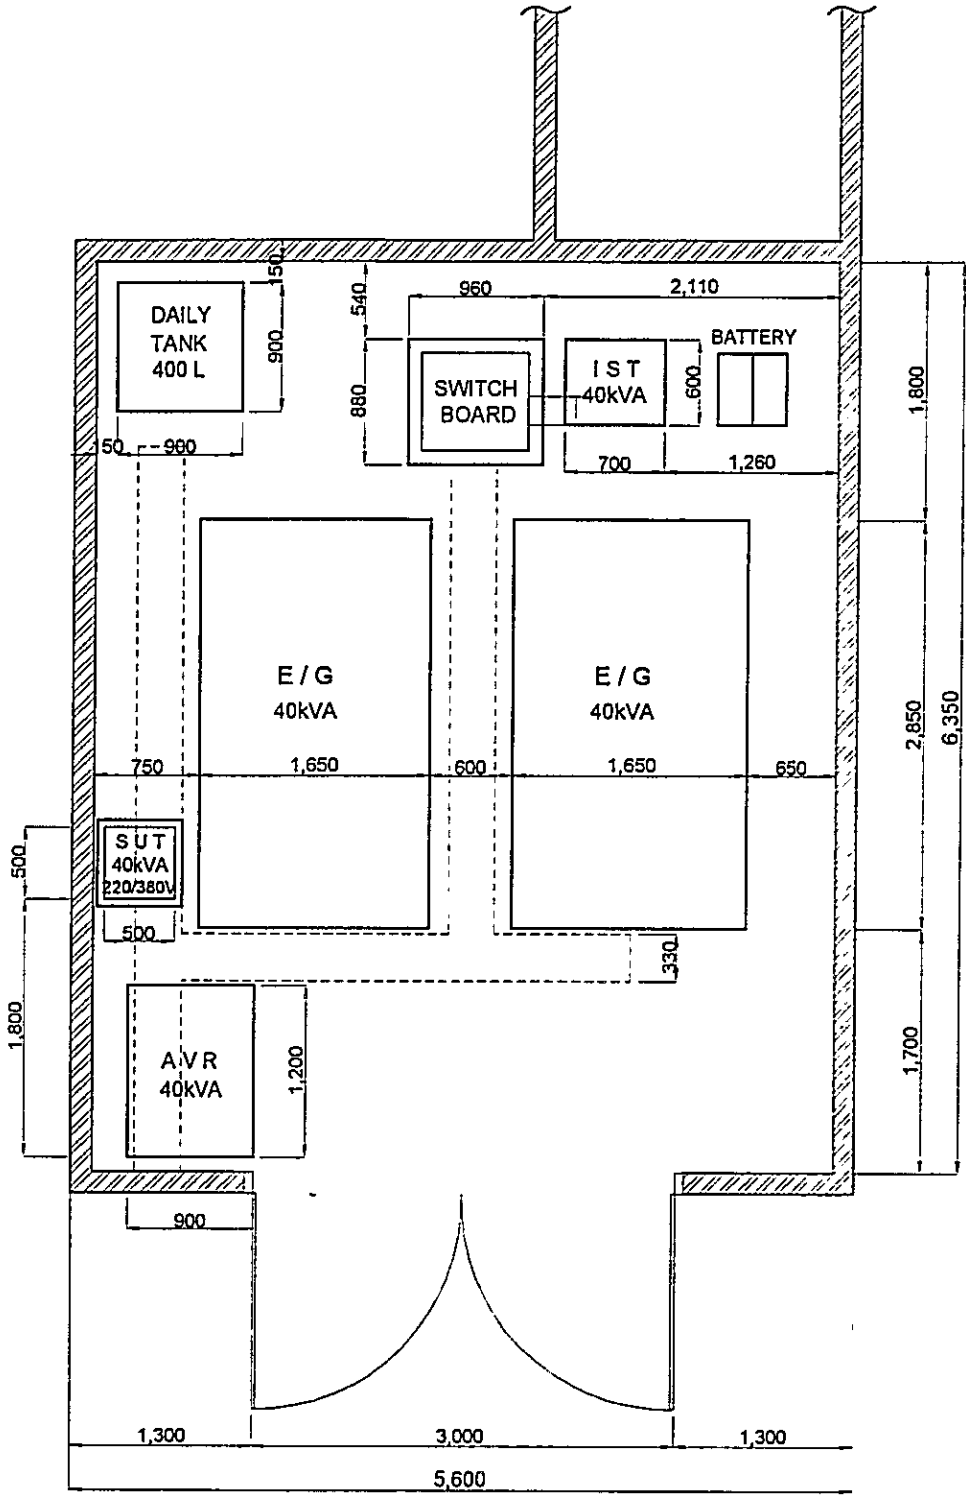 150
540
960
2,110
DAILY
TANK
400 L
900
880
SWITCH
BOARD
I S T
40kVA
600
BATTERY
1,800
50
900
700
1,260
E / G
40kVA
E / G
40kVA
2,850
6,350
750
1,650
600
1,650
650
500
S U T
40kVA
220/380V
500
330
1,800
A V R
40kVA
1,200
1,700
900
1,300
3,000
1,300
5,600